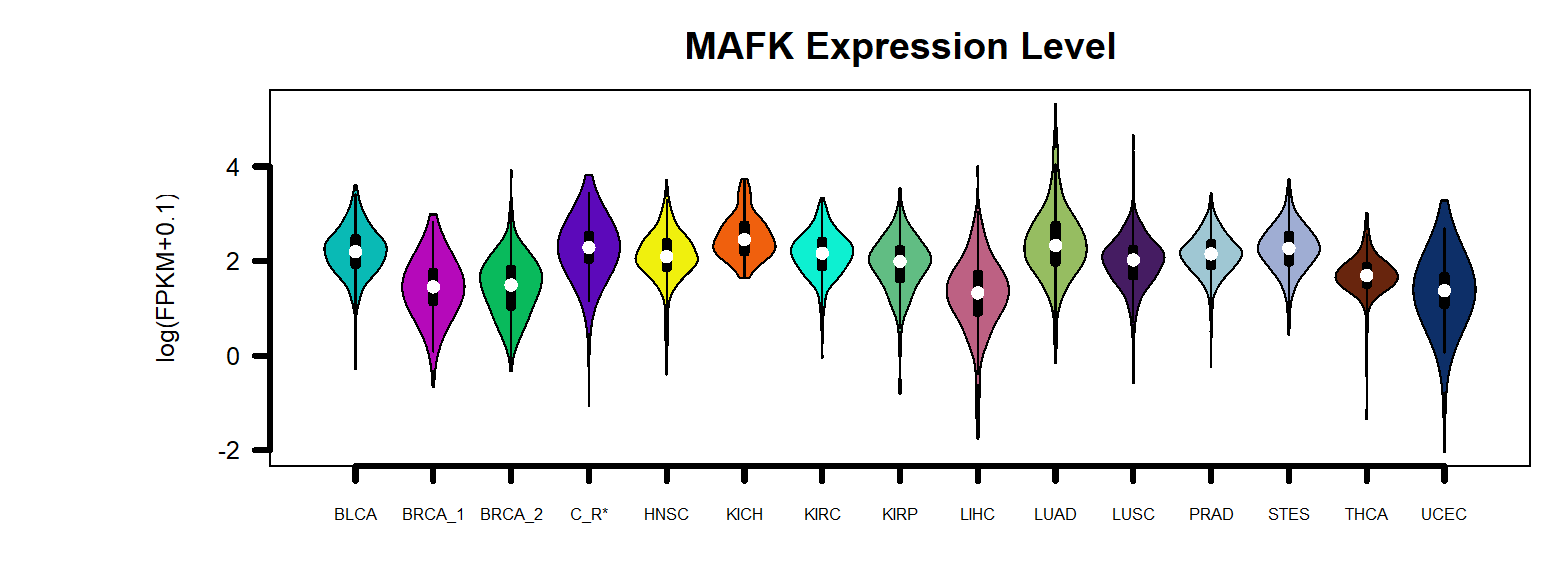 MAFK Expression Level
log(FPKM+0.1)
4
2
0
-2
BLCA BRCA_1 BRCA_2 C_R* HNSC KICH KIRC KIRP LIHC LUAD LUSC PRAD STES THCA UCEC